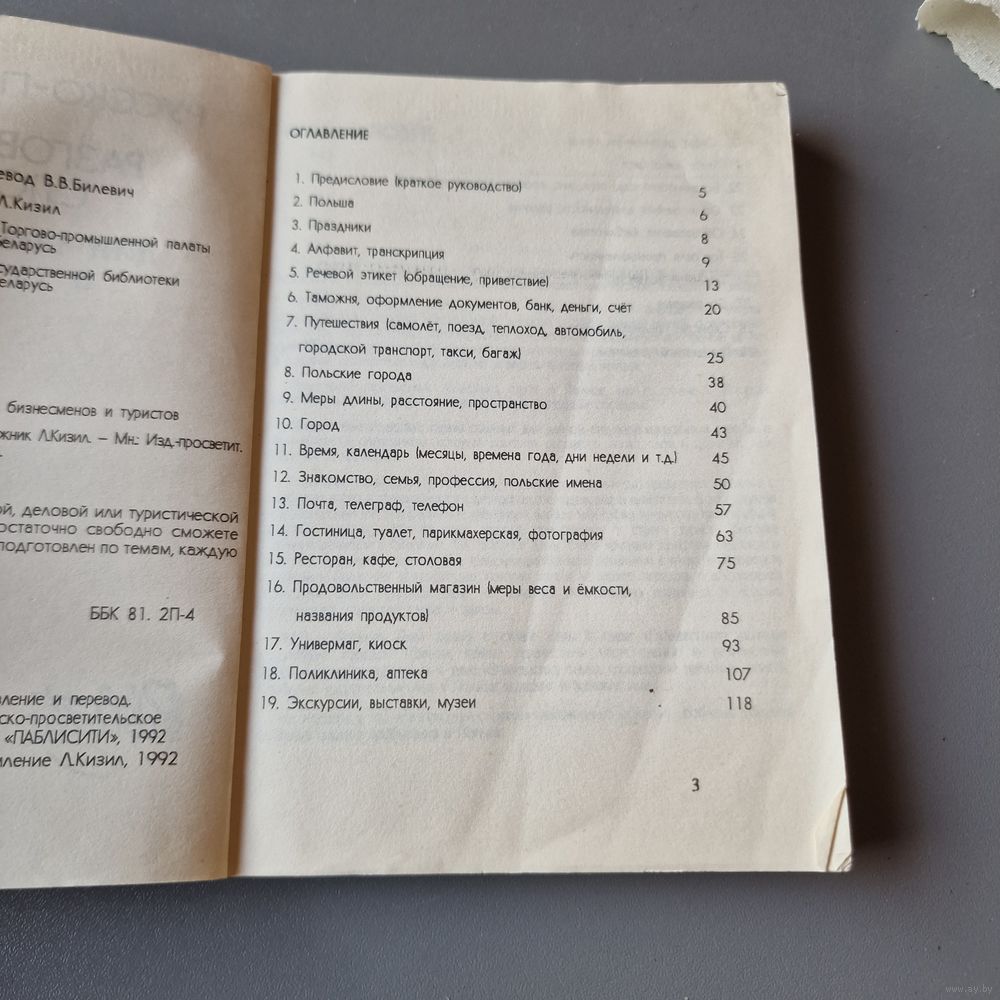 евод В.В.Билевич
Л.Кизил
Торгово-промышленной палаты
Беларусь
сударственной библиотеки
еларусь
бизнесменов и туристов
жник Л.Кизил. – Мн.: Изд.-просветит.
ой, деловой или туристической
остаточно свободно сможете
подготовлен по темам, каждую
ББК 81. 2П-4
вление и перевод.
ско-просветительское
«ПАБЛИСИТИ», 1992
мление Л.Кизил, 1992
ОГЛАВЛЕНИЕ
1. Предисловие (краткое руководство) 5
2. Польша 6
3. Праздники 8
4. Алфавит, транскрипция 9
5. Речевой этикет (обращение, приветствие) 13
6. Таможня, оформление документов, банк, деньги, счёт 20
7. Путешествия (самолёт, поезд, теплоход, автомобиль,
городской транспорт, такси, багаж) 25
8. Польские города 38
9. Меры длины, расстояние, пространство 40
10. Город 43
11. Время, календарь (месяцы, времена года, дни недели и т.д.) 45
12. Знакомство, семья, профессия, польские имена 50
13. Почта, телеграф, телефон 57
14. Гостиница, туалет, парикмахерская, фотография 63
15. Ресторан, кафе, столовая 75
16. Продовольственный магазин (меры веса и ёмкости,
названия продуктов) 85
17. Универмаг, киоск 93
18. Поликлиника, аптека 107
19. Экскурсии, выставки, музеи 118
3
www.ay.by